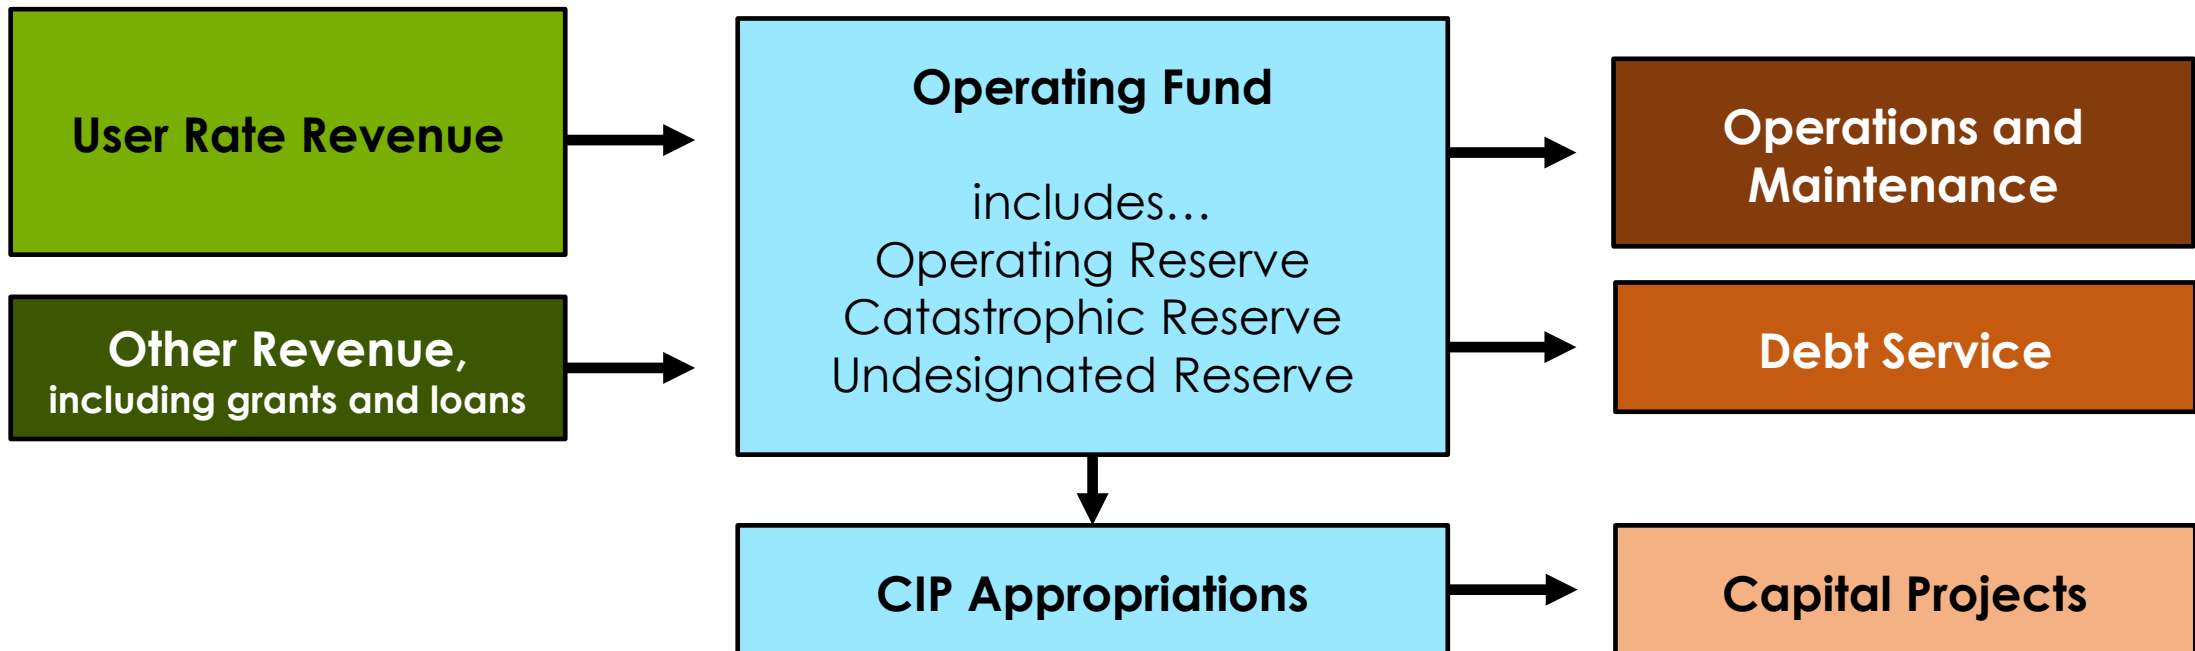 User Rate Revenue
Other Revenue,
including grants and loans
Operating Fund
includes…
Operating Reserve
Catastrophic Reserve
Undesignated Reserve
CIP Appropriations
Operations and
Maintenance
Debt Service
Capital Projects